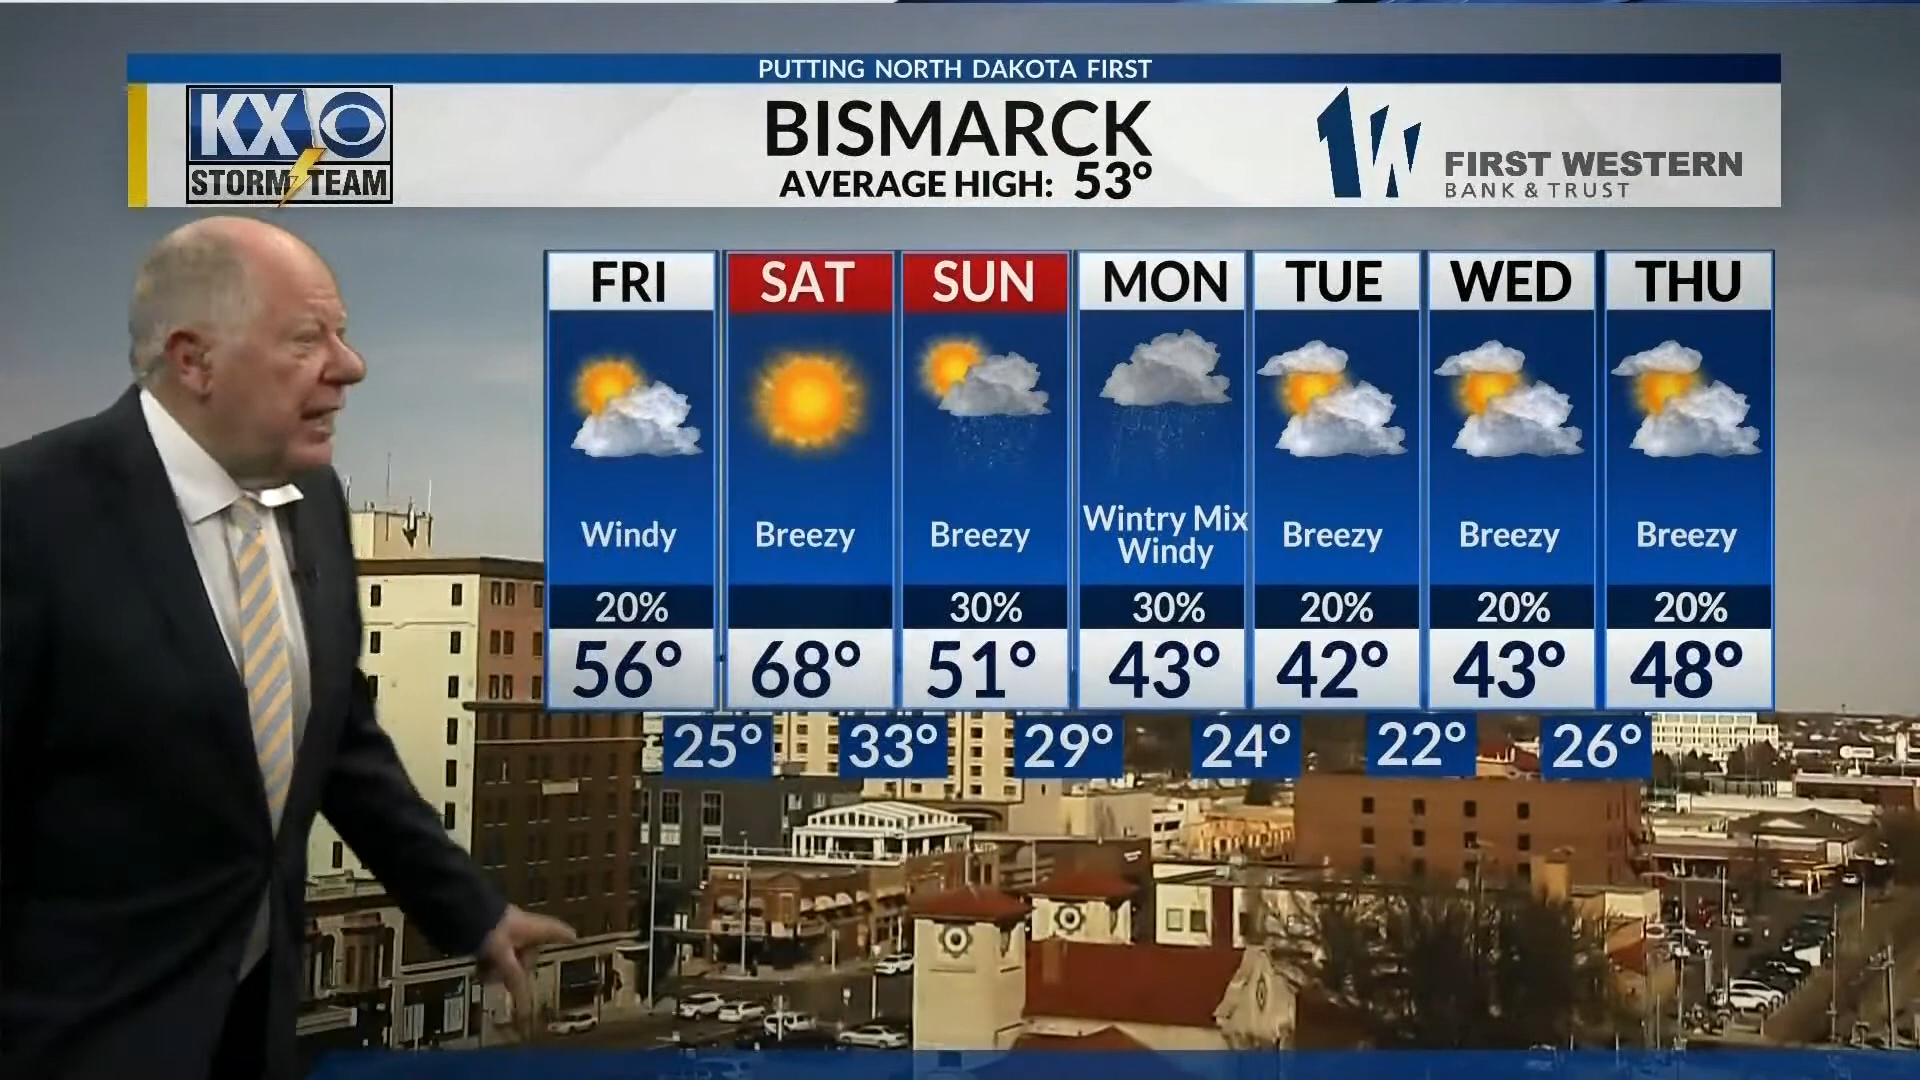 PUTTING NORTH DAKOTA FIRST
KX
STORM TEAM
BISMARCK
AVERAGE HIGH: 53°
1W
FIRST WESTERN
BANK & TRUST
FRI SAT SUN MON TUE WED THU
Windy Breezy Breezy Wintry Mix Breezy Breezy Breezy
Windy
20% 30% 30% 20% 20% 20%
56° 68° 51° 43° 42° 43° 48°
25° 33° 29° 24° 22° 26°